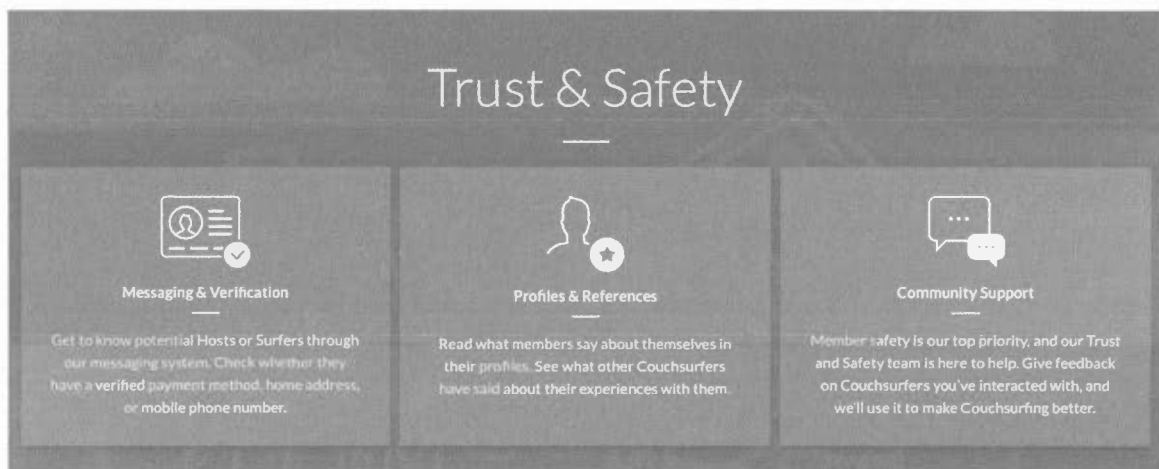 Trust & Safety
Messaging & Verification
Get to know potential Hosts or Surfers through
our messaging system. Check whether they
have a verified payment method, home address,
or mobile phone number.
Profiles & References
Read what members say about themselves in
their profiles. See what other Couchsurfers
have said about their experiences with them.
Community Support
Member safety is our top priority, and our Trust
and Safety team is here to help. Give feedback
on Couchsurfers you've interacted with, and
we'll use it to make Couchsurfing better.